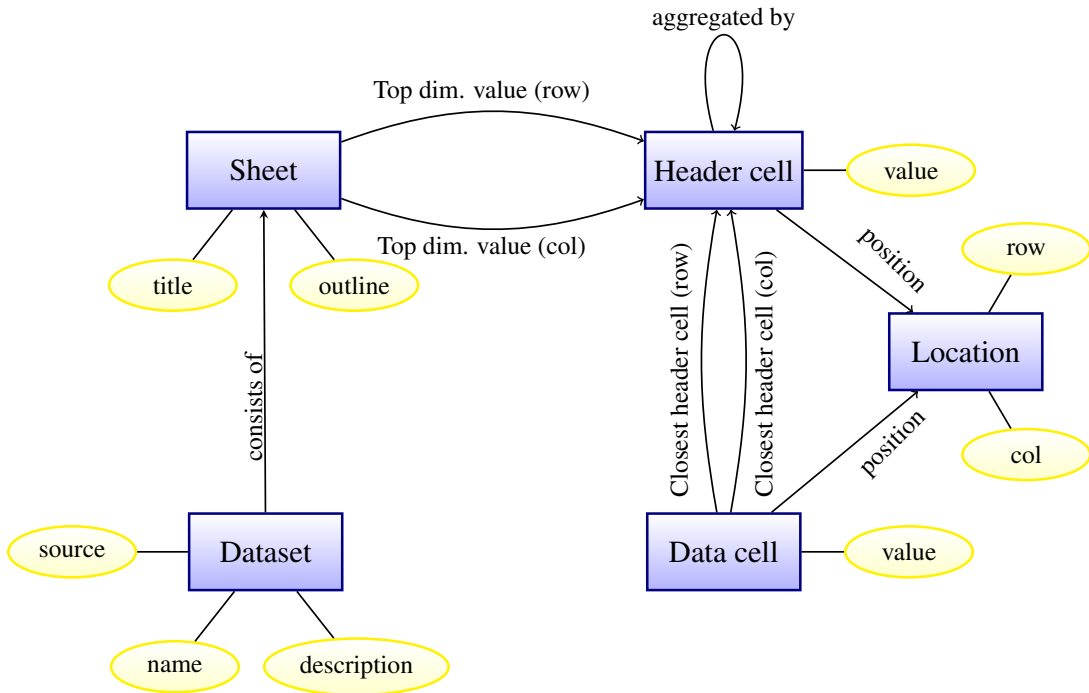 aggregated by
Top dim. value (row)
Sheet
Header cell
value
Top dim. value (col)
position
row
title
outline
Closest header cell (row)
Closest header cell (col)
Location
consists of
position
col
source
Dataset
Data cell
value
name
description